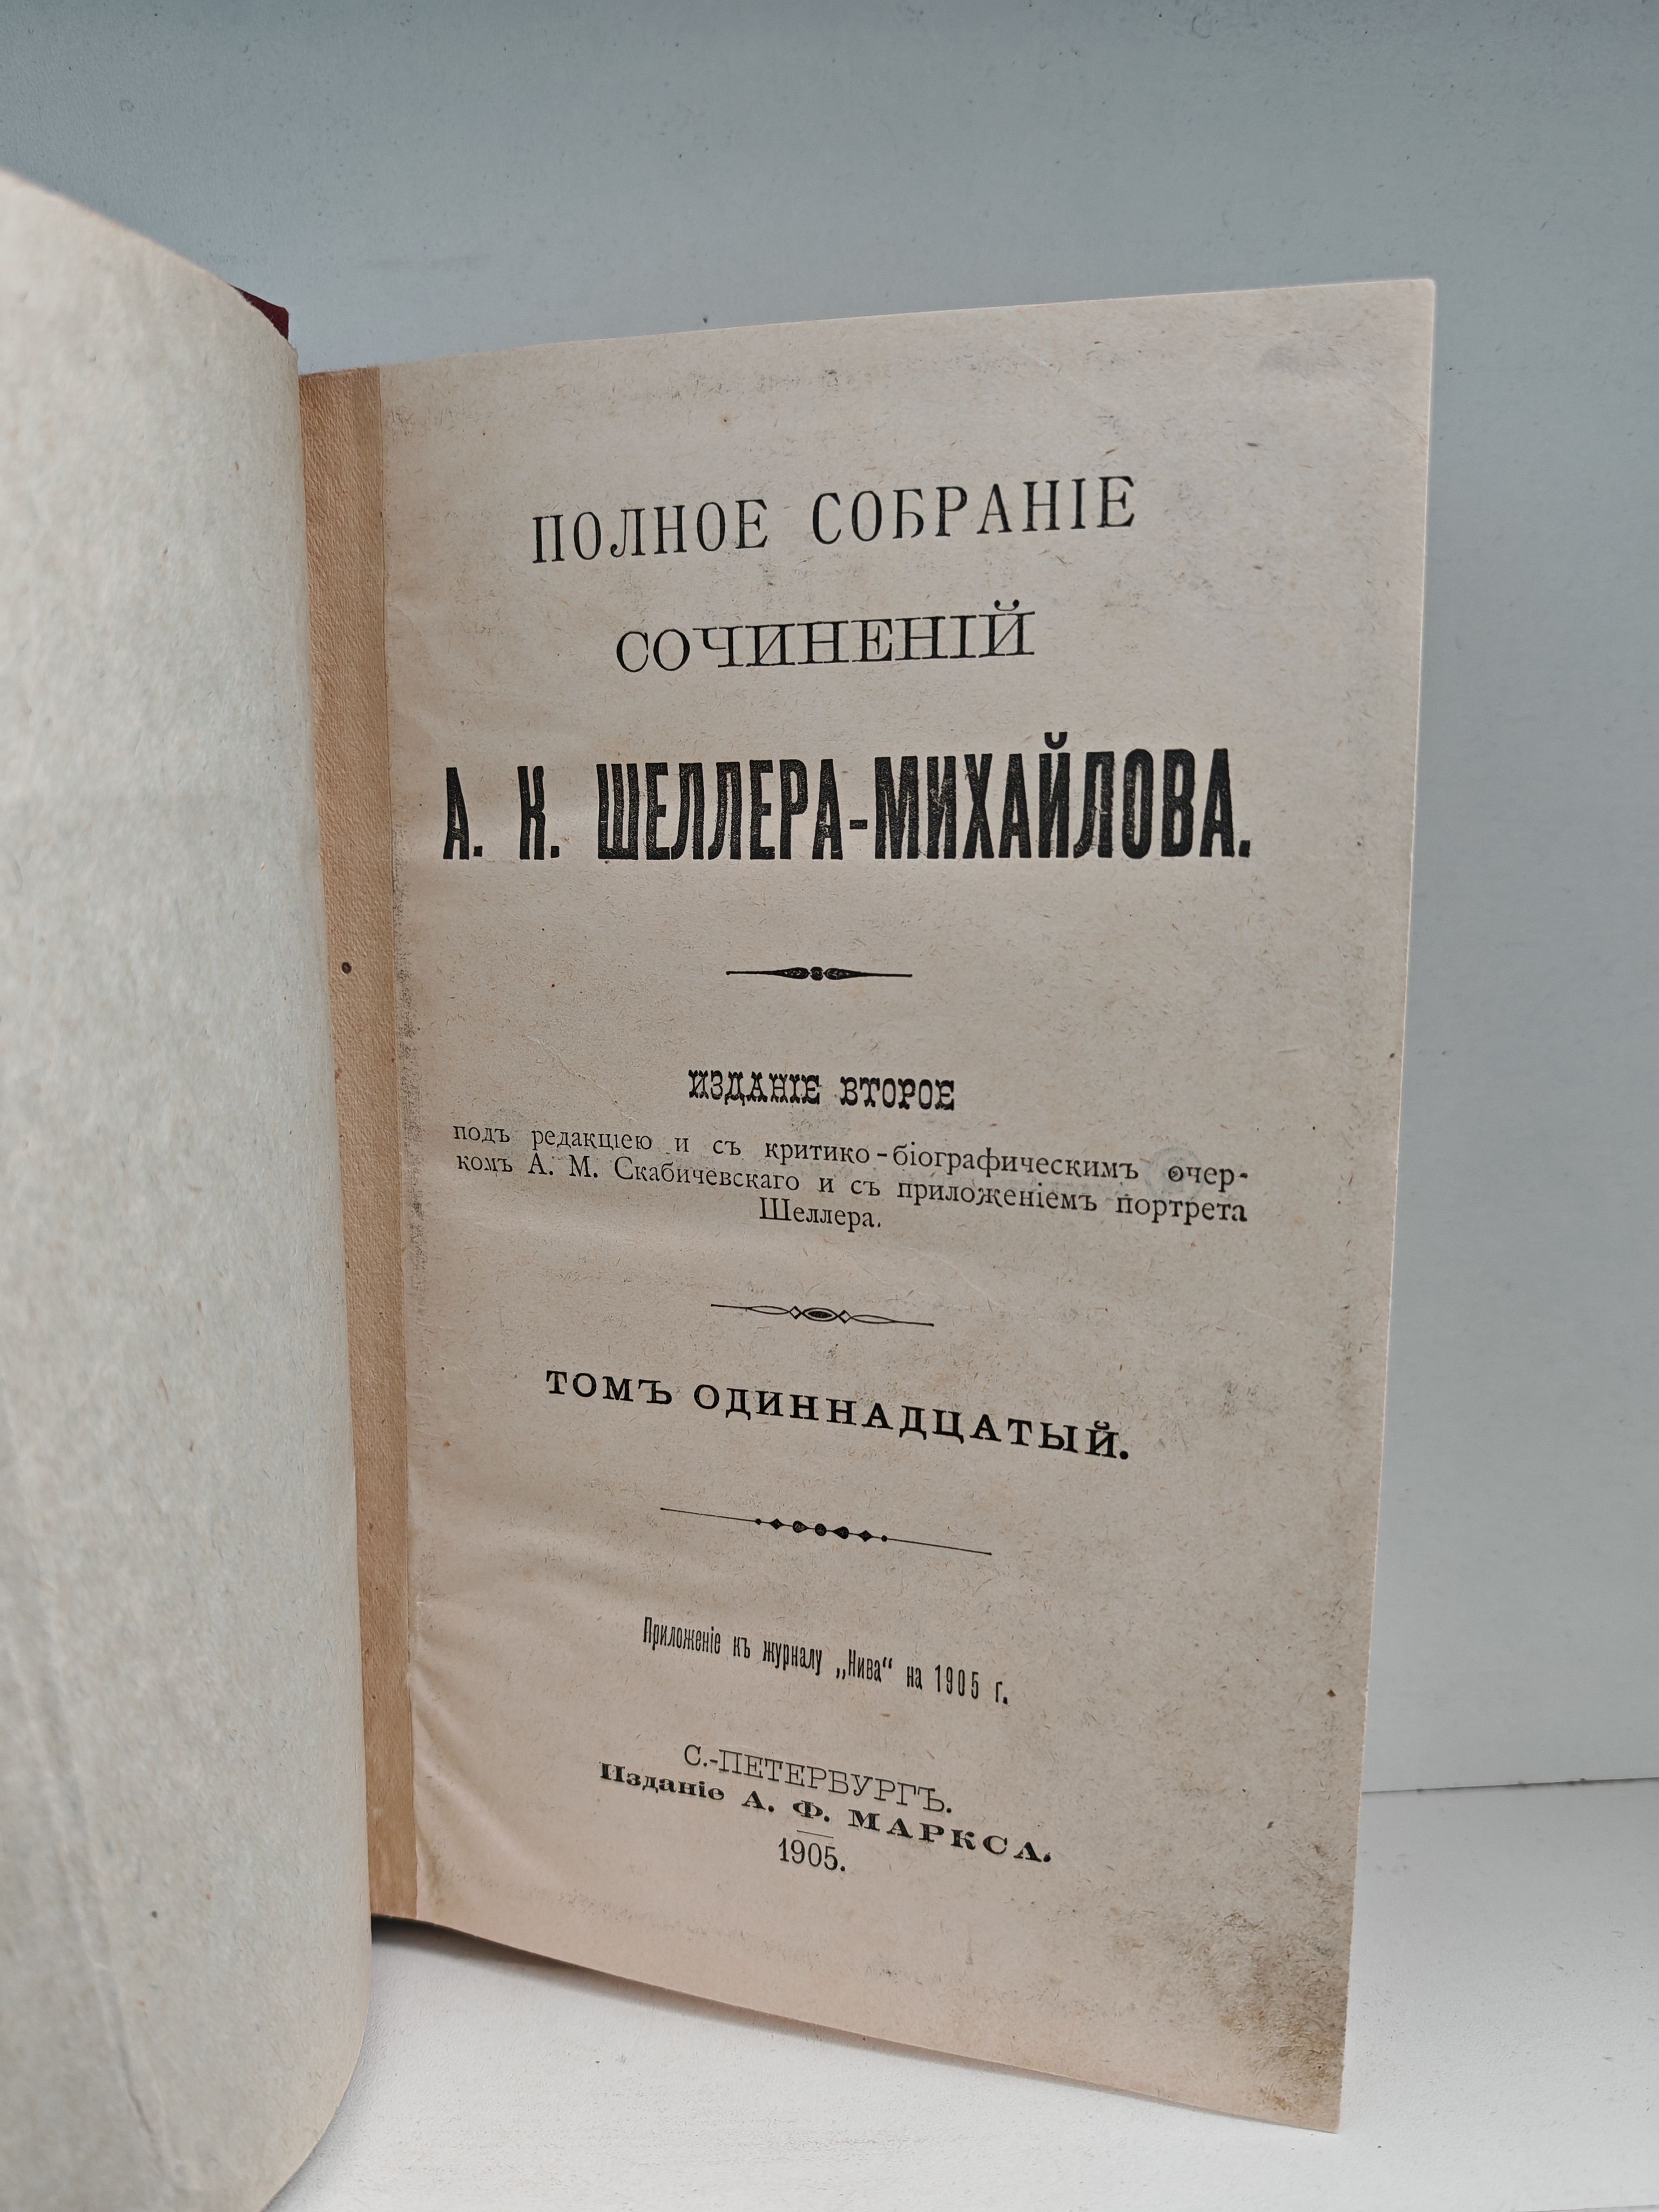 ПОЛНОЕ СОБРАНІЕ
СОЧИНЕНІЙ
А. К. ШЕЛЛЕРА-МИХАЙЛОВА.
ИЗДАНІЕ ВТОРОЕ
подъ редакціею и съ критико-біографическимъ очер-
комъ А. М. Скабичевскаго и съ приложеніемъ портрета
Шеллера.
ТОМЪ ОДИННАДЦАТЫЙ.
Приложеніе къ журналу „Нива“ на 1905 г.
С.-ПЕТЕРБУРГЪ.
Изданіе А. Ф. МАРКСА.
1905.